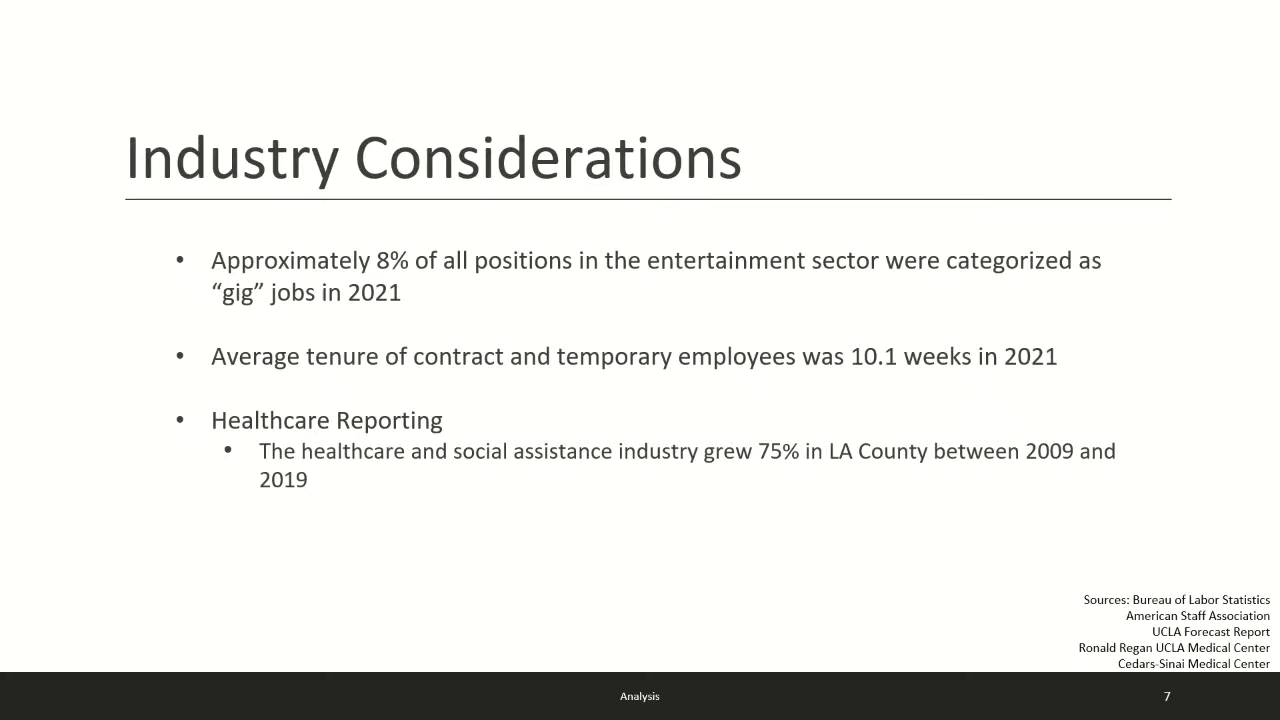 Industry Considerations
• Approximately 8% of all positions in the entertainment sector were categorized as
“gig” jobs in 2021
• Average tenure of contract and temporary employees was 10.1 weeks in 2021
• Healthcare Reporting
• The healthcare and social assistance industry grew 75% in LA County between 2009 and
2019
Sources: Bureau of Labor Statistics
American Staff Association
UCLA Forecast Report
Ronald Regan UCLA Medical Center
Cedars-Sinai Medical Center
Analysis
7